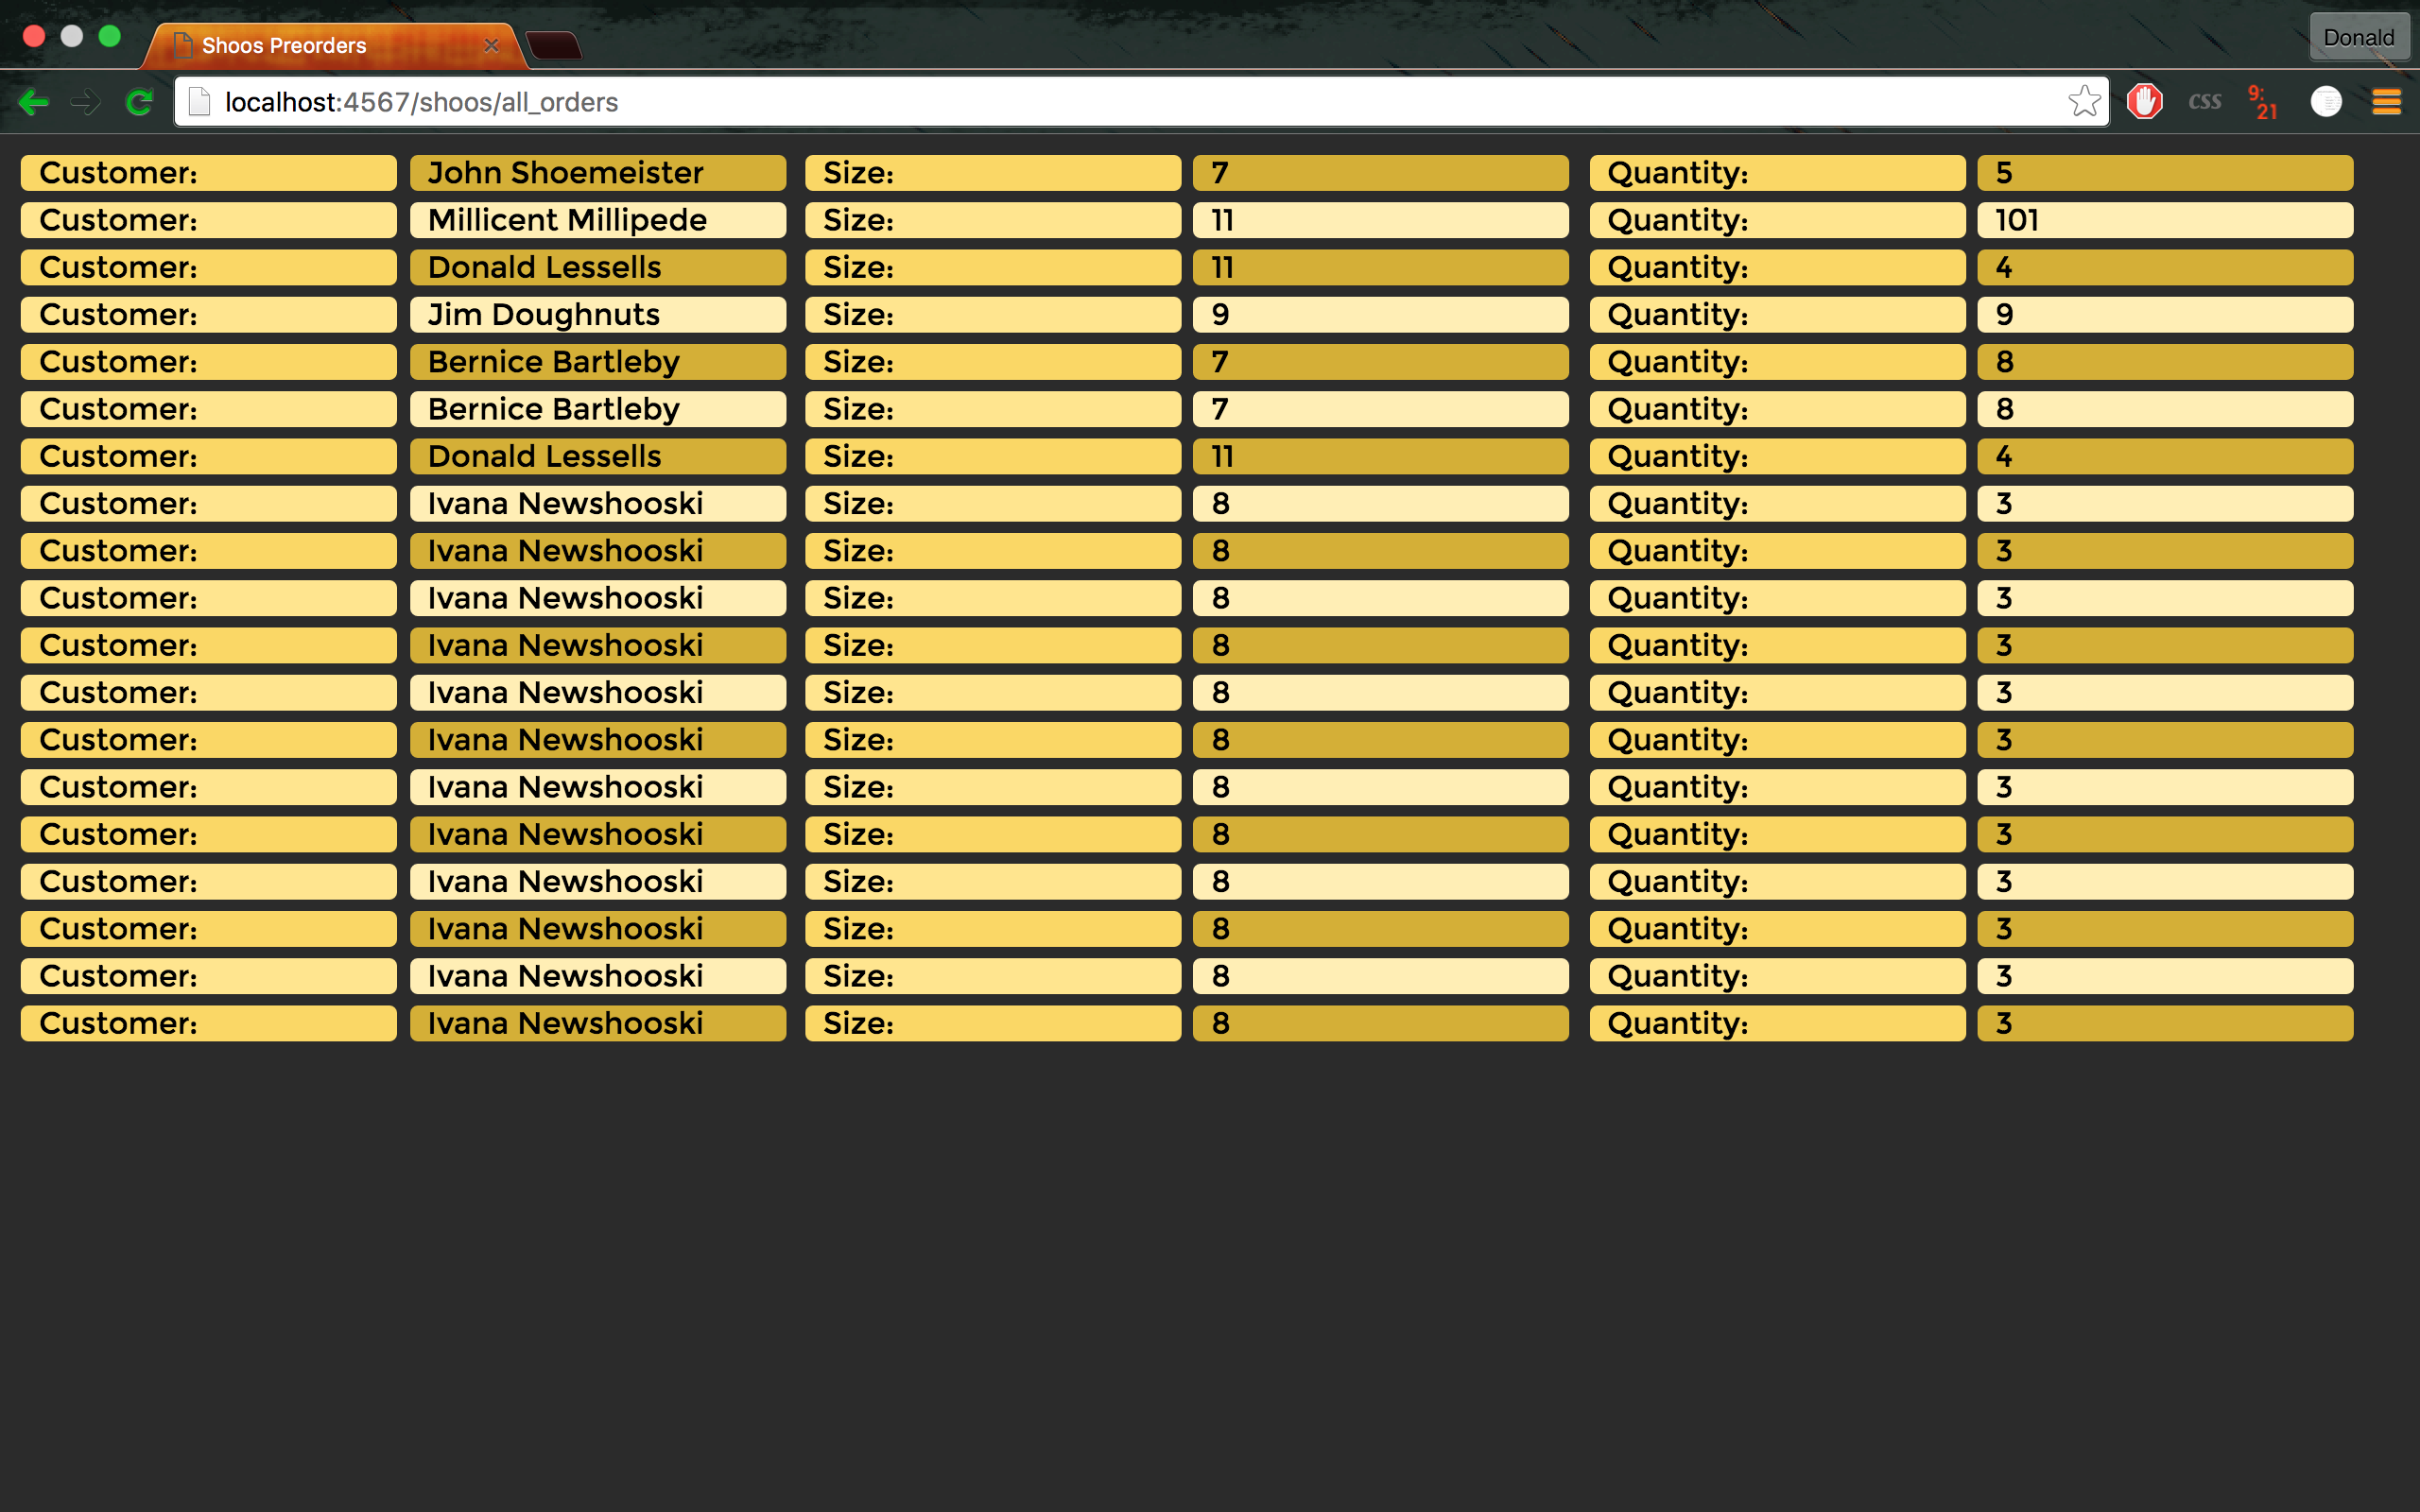 Shoos Preorders
Donald
localhost:4567/shoos/all_orders
css
9:
21
Customer: John Shoemeister Size: 7 Quantity: 5
Customer: Millicent Millipede Size: 11 Quantity: 101
Customer: Donald Lessells Size: 11 Quantity: 4
Customer: Jim Doughnuts Size: 9 Quantity: 9
Customer: Bernice Bartleby Size: 7 Quantity: 8
Customer: Bernice Bartleby Size: 7 Quantity: 8
Customer: Donald Lessells Size: 11 Quantity: 4
Customer: Ivana Newshooski Size: 8 Quantity: 3
Customer: Ivana Newshooski Size: 8 Quantity: 3
Customer: Ivana Newshooski Size: 8 Quantity: 3
Customer: Ivana Newshooski Size: 8 Quantity: 3
Customer: Ivana Newshooski Size: 8 Quantity: 3
Customer: Ivana Newshooski Size: 8 Quantity: 3
Customer: Ivana Newshooski Size: 8 Quantity: 3
Customer: Ivana Newshooski Size: 8 Quantity: 3
Customer: Ivana Newshooski Size: 8 Quantity: 3
Customer: Ivana Newshooski Size: 8 Quantity: 3
Customer: Ivana Newshooski Size: 8 Quantity: 3
Customer: Ivana Newshooski Size: 8 Quantity: 3